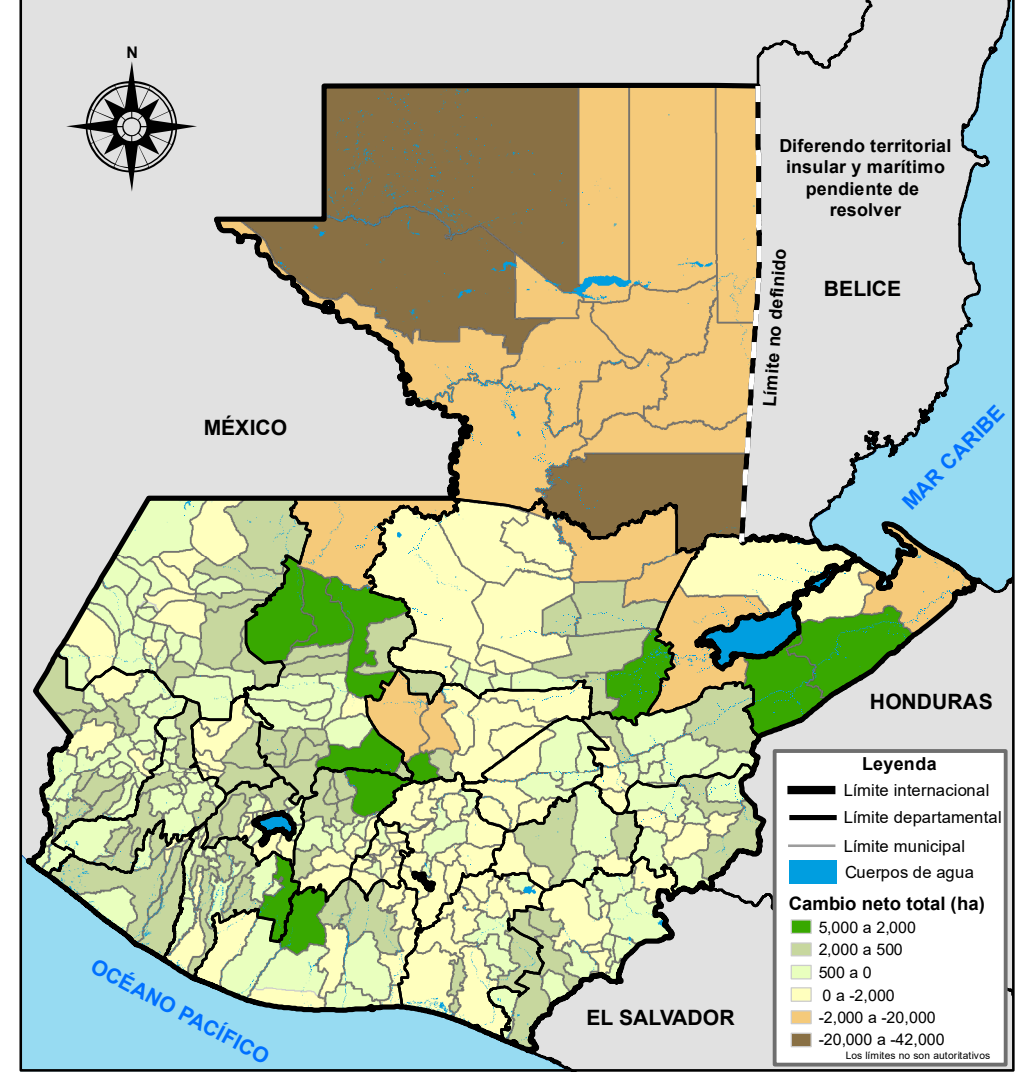 N
Diferendo territorial
insular y marítimo
pendiente de
resolver
BELICE
Límite no definido
MÉXICO
MAR CARIBE
HONDURAS
EL SALVADOR
OCÉANO PACÍFICO
Leyenda
Límite internacional
Límite departamental
Límite municipal
Cuerpos de agua
Cambio neto total (ha)
5,000 a 2,000
2,000 a 500
500 a 0
0 a -2,000
-2,000 a -20,000
-20,000 a -42,000
Los límites no son autoritativos